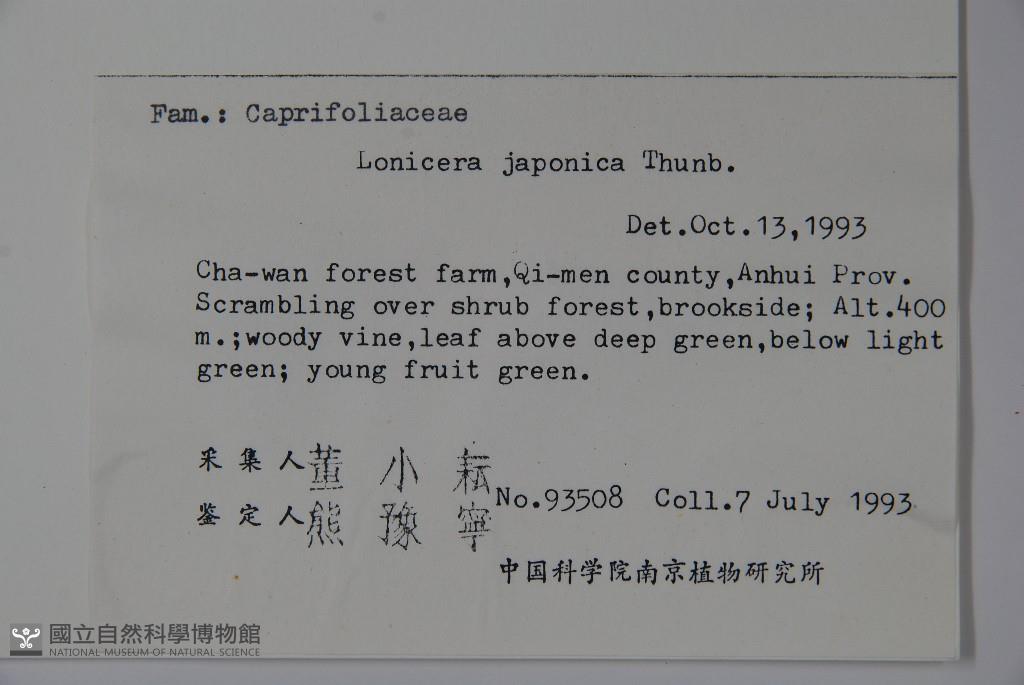 Fam.: Caprifoliaceae
Lonicera japonica Thunb.
Det.Oct.13,1993
Cha-wan forest farm,Qi-men county,Anhui Prov.
Scrambling over shrub forest,brookside; Alt.400
m.;woody vine,leaf above deep green,below light
green; young fruit green.
采集人 董小耘
鉴定人 熊豫寧
No.93508 Coll.7 July 1993
中国科学院南京植物研究所
國立自然科學博物館
NATIONAL MUSEUM OF NATURAL SCIENCE